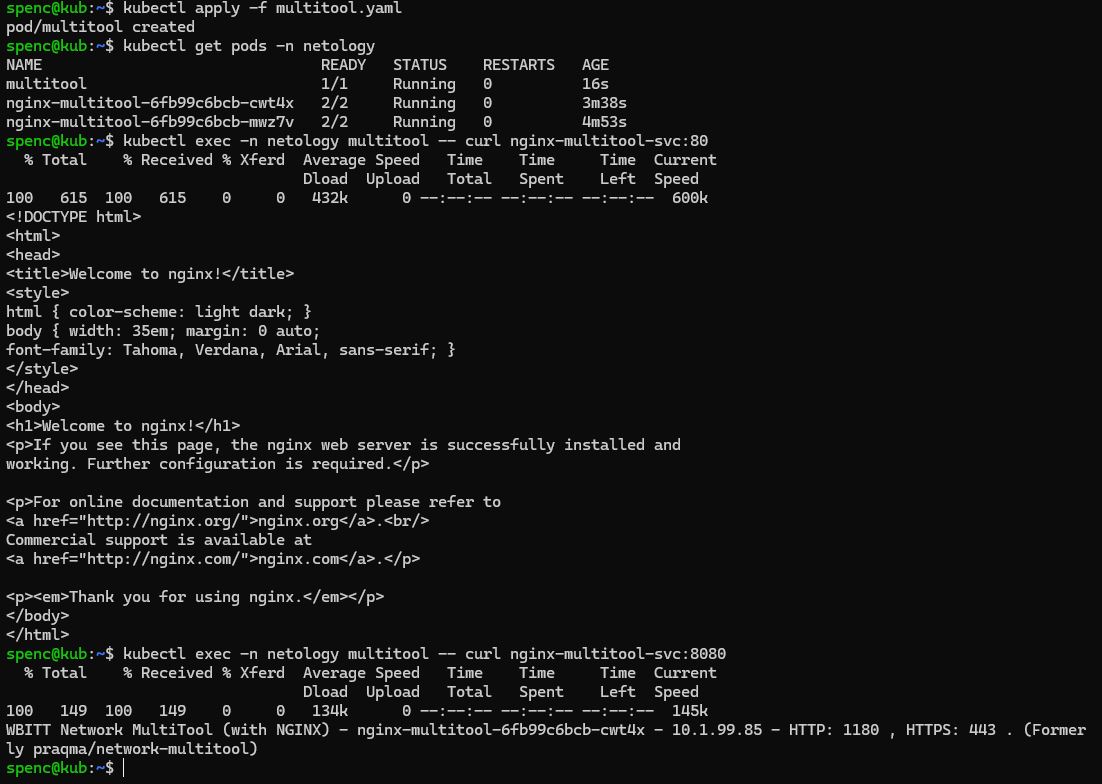 spenc@kub:~$ kubectl apply -f multitool.yaml
pod/multitool created
spenc@kub:~$ kubectl get pods -n netology
NAME                               READY   STATUS    RESTARTS   AGE
multitool                          1/1     Running   0          16s
nginx-multitool-6fb99c6bcb-cwt4x   2/2     Running   0          3m38s
nginx-multitool-6fb99c6bcb-mwz7v   2/2     Running   0          4m53s
spenc@kub:~$ kubectl exec -n netology multitool -- curl nginx-multitool-svc:80
  % Total    % Received % Xferd  Average Speed   Time    Time     Time  Current
                                 Dload  Upload   Total   Spent    Left  Speed
100   615  100   615    0     0   432k      0 --:--:-- --:--:-- --:--:--  600k
<!DOCTYPE html>
<html>
<head>
<title>Welcome to nginx!</title>
<style>
html { color-scheme: light dark; }
body { width: 35em; margin: 0 auto;
font-family: Tahoma, Verdana, Arial, sans-serif; }
</style>
</head>
<body>
<h1>Welcome to nginx!</h1>
<p>If you see this page, the nginx web server is successfully installed and
working. Further configuration is required.</p>

<p>For online documentation and support please refer to
<a href="http://nginx.org/">nginx.org</a>.<br/>
Commercial support is available at
<a href="http://nginx.com/">nginx.com</a>.</p>

<p><em>Thank you for using nginx.</em></p>
</body>
</html>
spenc@kub:~$ kubectl exec -n netology multitool -- curl nginx-multitool-svc:8080
  % Total    % Received % Xferd  Average Speed   Time    Time     Time  Current
                                 Dload  Upload   Total   Spent    Left  Speed
100   149  100   149    0     0   134k      0 --:--:-- --:--:-- --:--:--  145k
WBITT Network MultiTool (with NGINX) - nginx-multitool-6fb99c6bcb-cwt4x - 10.1.99.85 - HTTP: 1180 , HTTPS: 443 . (Former
ly praqma/network-multitool)
spenc@kub:~$